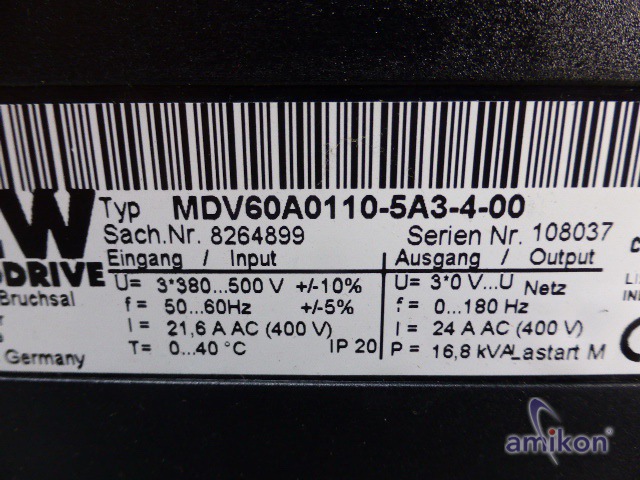 Typ MDV60A0110-5A3-4-00
Sach.Nr. 8264899 Serien Nr. 108037
Eingang / Input Ausgang / Output
U= 3*380...500 V +/-10% U= 3*0 V...U Netz
f= 50...60Hz +/-5% f= 0...180 Hz
I = 21,6 A AC (400 V) I = 24 A AC (400 V)
T= 0...40 °C IP 20 P = 16,8 kVA Lastart M
W
DRIVE
Bruchsal
Germany
amikon